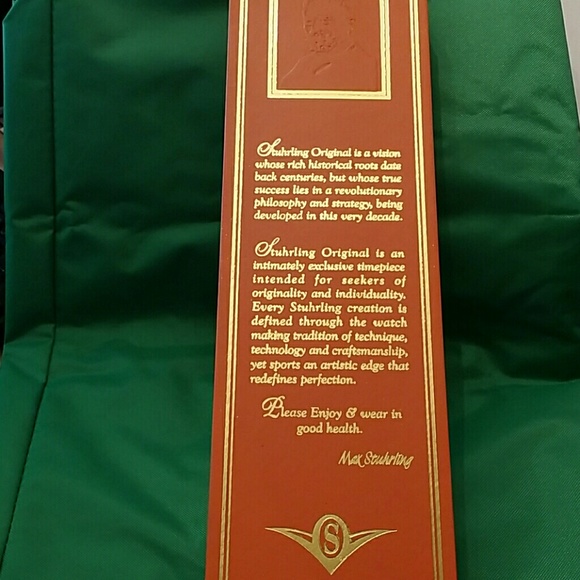 Stuhrling Original is a vision
whose rich historical roots date
back centuries, but whose true
success lies in a revolutionary
philosophy and strategy, being
developed in this very decade.
Stuhrling Original is an
intimately exclusive timepiece
intended for seekers of
originality and individuality.
Every Stuhrling creation is
defined through the watch
making tradition of technique,
technology and craftsmanship,
yet sports an artistic edge that
redefines perfection.
Please Enjoy & wear in
good health.
Max Stuhrling
S